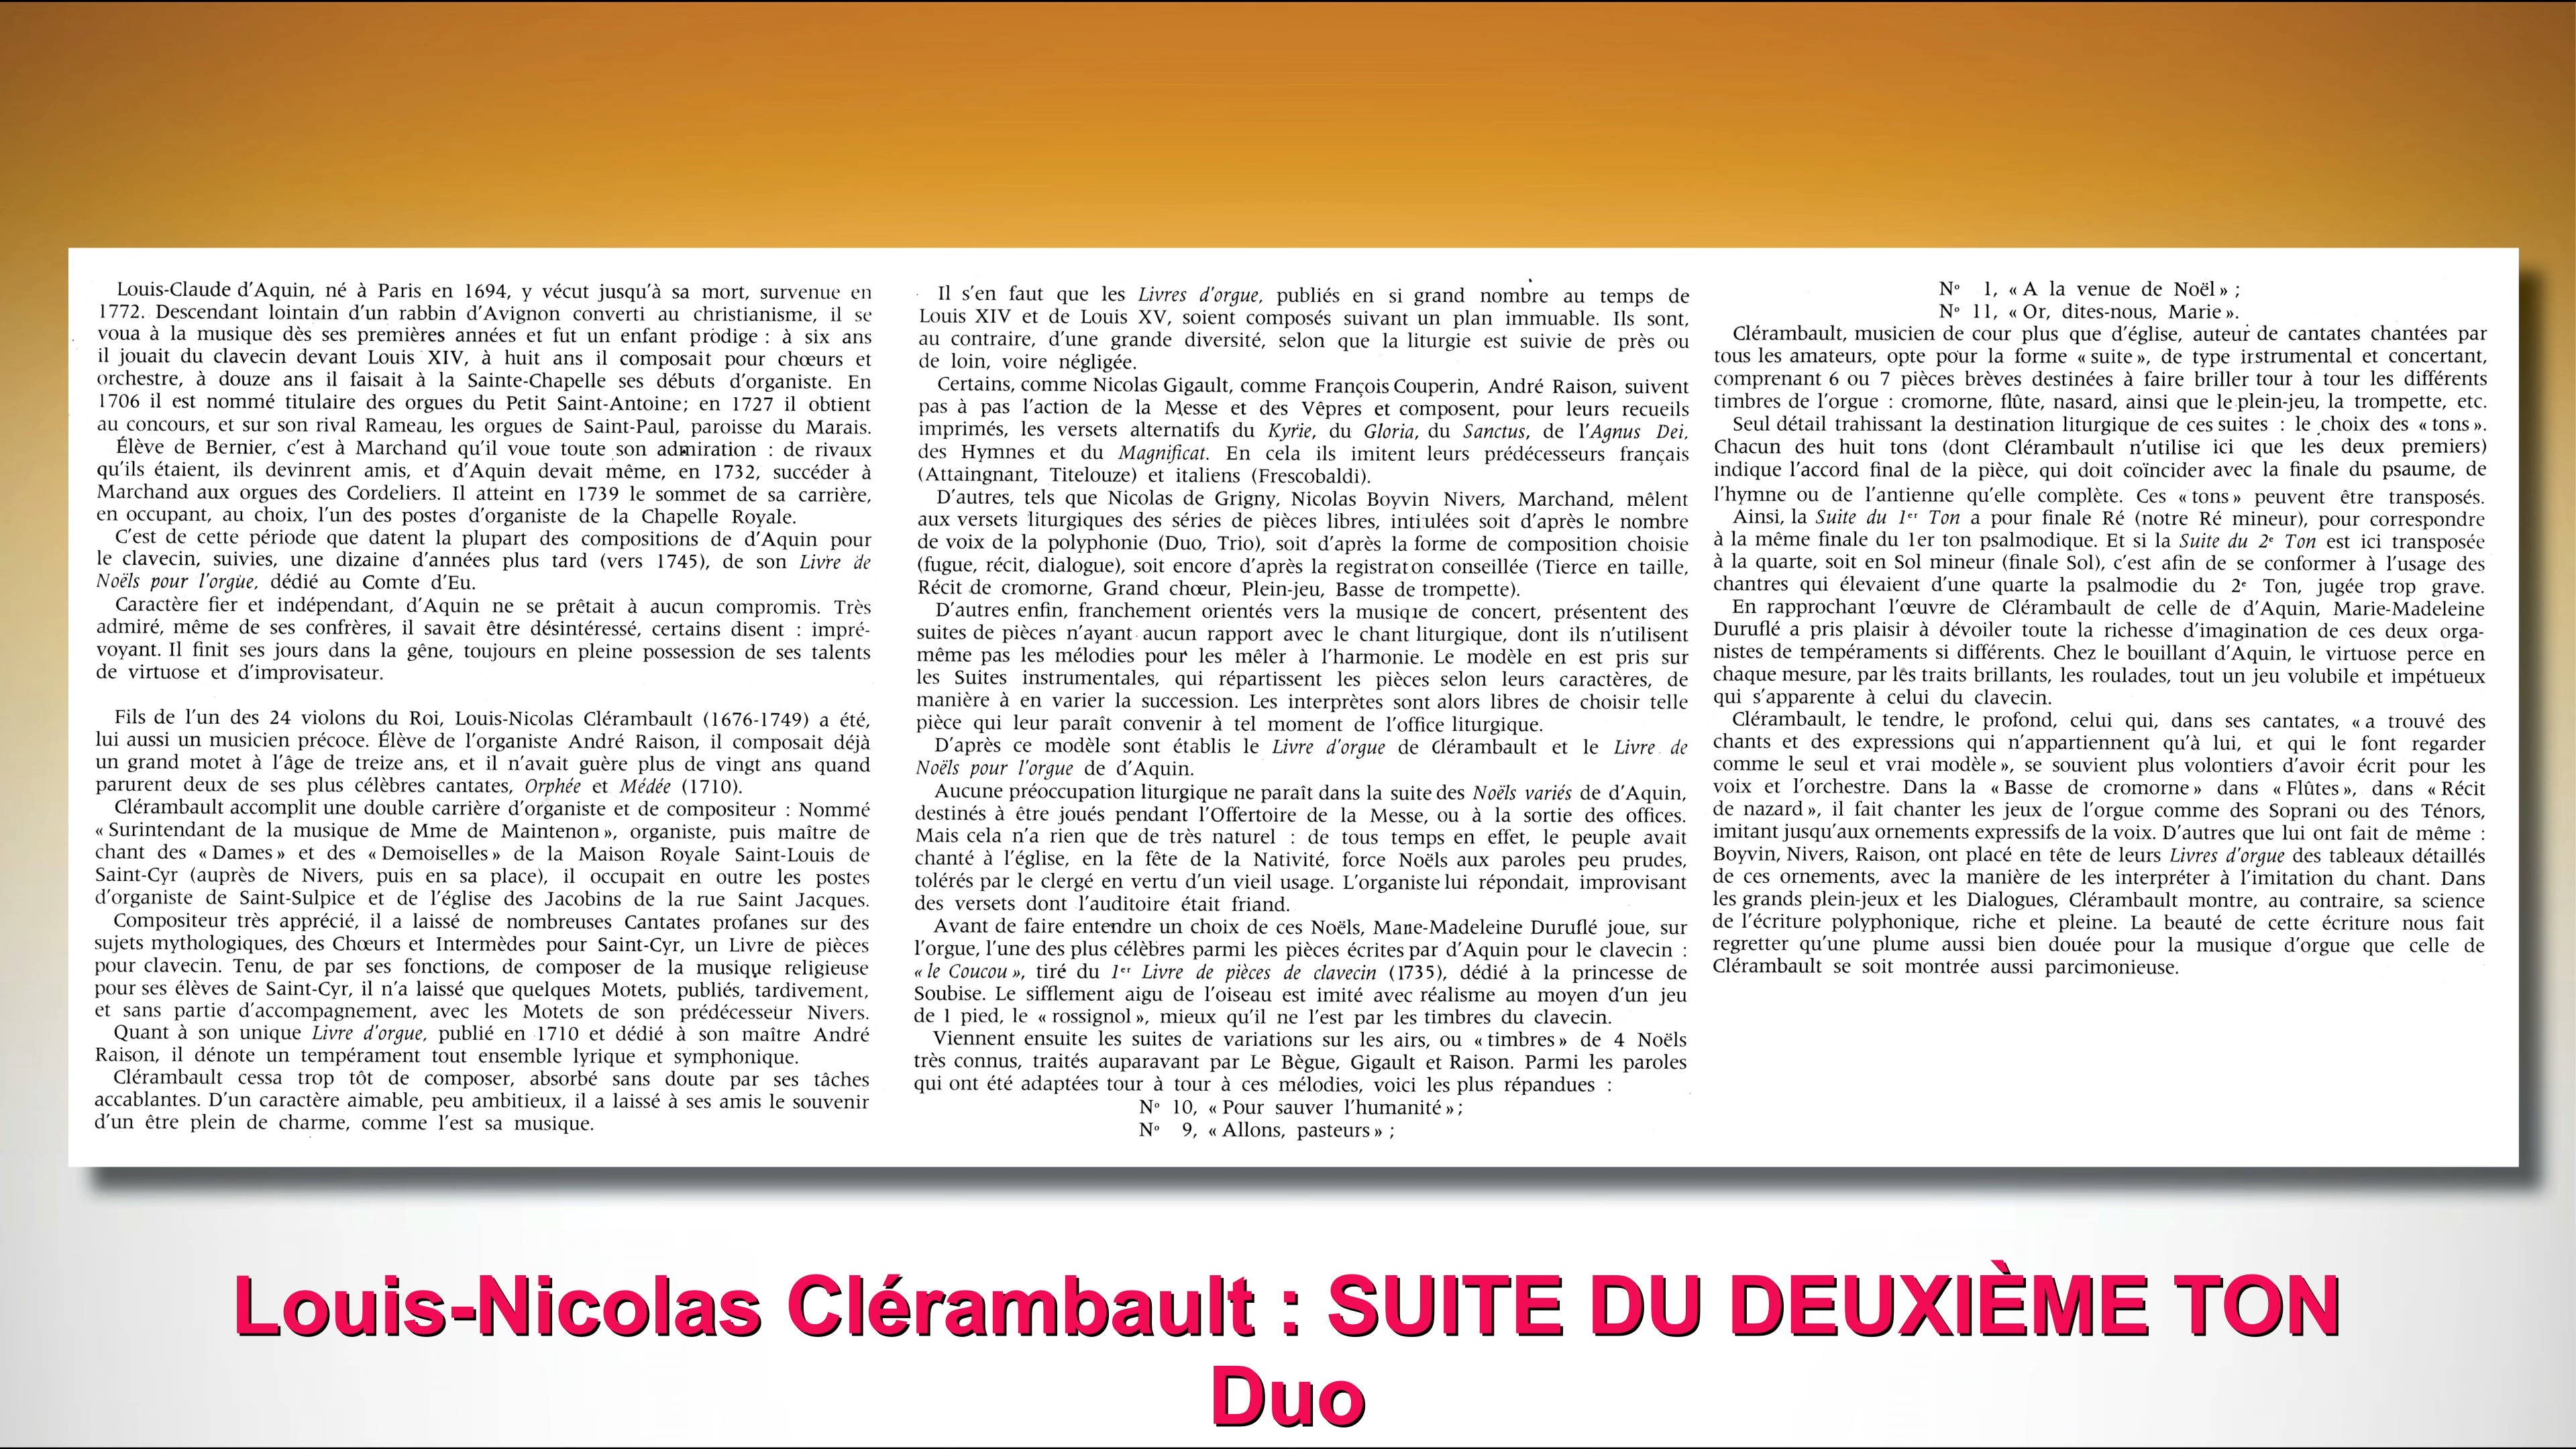 Louis-Claude d'Aquin, né à Paris en 1694, y vécut jusqu'à sa mort, survenue en
1772. Descendant lointain d'un rabbin d'Avignon converti au christianisme, il se
voua à la musique dès ses premières années et fut un enfant prodige : à six ans
il jouait du clavecin devant Louis XIV, à huit ans il composait pour chœurs et
orchestre, à douze ans il faisait à la Sainte-Chapelle ses débuts d'organiste. En
1706 il est nommé titulaire des orgues du Petit Saint-Antoine; en 1727 il obtient
au concours, et sur son rival Rameau, les orgues de Saint-Paul, paroisse du Marais.
Élève de Bernier, c'est à Marchand qu'il voue toute son admiration : de rivaux
qu'ils étaient, ils devinrent amis, et d'Aquin devait même, en 1732, succéder à
Marchand aux orgues des Cordeliers. Il atteint en 1739 le sommet de sa carrière,
en occupant, au choix, l'un des postes d'organiste de la Chapelle Royale.
C'est de cette période que datent la plupart des compositions de d'Aquin pour
le clavecin, suivies, une dizaine d'années plus tard (vers 1745), de son Livre de
Noëls pour l'orgue, dédié au Comte d'Eu.
Caractère fier et indépendant, d'Aquin ne se prêtait à aucun compromis. Très
admiré, même de ses confrères, il savait être désintéressé, certains disent : impré-
voyant. Il finit ses jours dans la gêne, toujours en pleine possession de ses talents
de virtuose et d'improvisateur.
Fils de l'un des 24 violons du Roi, Louis-Nicolas Clérambault (1676-1749) a été,
lui aussi un musicien précoce. Élève de l'organiste André Raison, il composait déjà
un grand motet à l'âge de treize ans, et il n'avait guère plus de vingt ans quand
parurent deux de ses plus célèbres cantates, Orphée et Médée (1710).
Clérambault accomplit une double carrière d'organiste et de compositeur : Nommé
« Surintendant de la musique de Mme de Maintenon », organiste, puis maître de
chant des « Dames » et des « Demoiselles » de la Maison Royale Saint-Louis de
Saint-Cyr (auprès de Nivers, puis en sa place), il occupait en outre les postes
d'organiste de Saint-Sulpice et de l'église des Jacobins de la rue Saint Jacques.
Compositeur très apprécié, il a laissé de nombreuses Cantates profanes sur des
sujets mythologiques, des Chœurs et Intermèdes pour Saint-Cyr, un Livre de pièces
pour clavecin. Tenu, de par ses fonctions, de composer de la musique religieuse
pour ses élèves de Saint-Cyr, il n'a laissé que quelques Motets, publiés, tardivement,
et sans partie d'accompagnement, avec les Motets de son prédécesseur Nivers.
Quant à son unique Livre d'orgue, publié en 1710 et dédié à son maître André
Raison, il dénote un tempérament tout ensemble lyrique et symphonique.
Clérambault cessa trop tôt de composer, absorbé sans doute par ses tâches
accablantes. D'un caractère aimable, peu ambitieux, il a laissé à ses amis le souvenir
d'un être plein de charme, comme l'est sa musique.
Il s'en faut que les Livres d'orgue, publiés en si grand nombre au temps de
Louis XIV et de Louis XV, soient composés suivant un plan immuable. Ils sont,
au contraire, d'une grande diversité, selon que la liturgie est suivie de près ou
de loin, voire négligée.
Certains, comme Nicolas Gigault, comme François Couperin, André Raison, suivent
pas à pas l'action de la Messe et des Vêpres et composent, pour leurs recueils
imprimés, les versets alternatifs du Kyrie, du Gloria, du Sanctus, de l'Agnus Dei,
des Hymnes et du Magnificat. En cela ils imitent leurs prédécesseurs français
(Attaingnant, Titelouze) et italiens (Frescobaldi).
D'autres, tels que Nicolas de Grigny, Nicolas Boyvin Nivers, Marchand, mêlent
aux versets liturgiques des séries de pièces libres, intitulées soit d'après le nombre
de voix de la polyphonie (Duo, Trio), soit d'après la forme de composition choisie
(fugue, récit, dialogue), soit encore d'après la registrat on conseillée (Tierce en taille,
Récit de cromorne, Grand chœur, Plein-jeu, Basse de trompette).
D'autres enfin, franchement orientés vers la musique de concert, présentent des
suites de pièces n'ayant aucun rapport avec le chant liturgique, dont ils n'utilisent
même pas les mélodies pour les mêler à l'harmonie. Le modèle en est pris sur
les Suites instrumentales, qui répartissent les pièces selon leurs caractères, de
manière à en varier la succession. Les interprètes sont alors libres de choisir telle
pièce qui leur paraît convenir à tel moment de l'office liturgique.
D'après ce modèle sont établis le Livre d'orgue de Clérambault et le Livre de
Noëls pour l'orgue de d'Aquin.
Aucune préoccupation liturgique ne paraît dans la suite des Noëls variés de d'Aquin,
destinés à être joués pendant l'Offertoire de la Messe, ou à la sortie des offices.
Mais cela n'a rien que de très naturel : de tous temps en effet, le peuple avait
chanté à l'église, en la fête de la Nativité, force Noëls aux paroles peu prudes,
tolérés par le clergé en vertu d'un vieil usage. L'organiste lui répondait, improvisant
des versets dont l'auditoire était friand.
Avant de faire entendre un choix de ces Noëls, Marie-Madeleine Duruflé joue, sur
l'orgue, l'une des plus célèbres parmi les pièces écrites par d'Aquin pour le clavecin :
« le Coucou », tiré du 1er Livre de pièces de clavecin (1735), dédié à la princesse de
Soubise. Le sifflement aigu de l'oiseau est imité avec réalisme au moyen d'un jeu
de 1 pied, le « rossignol », mieux qu'il ne l'est par les timbres du clavecin.
Viennent ensuite les suites de variations sur les airs, ou « timbres » de 4 Noëls
très connus, traités auparavant par Le Bègue, Gigault et Raison. Parmi les paroles
qui ont été adaptées tour à tour à ces mélodies, voici les plus répandues :
No 10, « Pour sauver l'humanité » ;
No 9, « Allons, pasteurs » ;
No 1, « A la venue de Noël » ;
No 11, « Or, dites-nous, Marie ».
Clérambault, musicien de cour plus que d'église, auteur de cantates chantées par
tous les amateurs, opte pour la forme « suite », de type irstrumental et concertant,
comprenant 6 ou 7 pièces brèves destinées à faire briller tour à tour les différents
timbres de l'orgue : cromorne, flûte, nasard, ainsi que le plein-jeu, la trompette, etc.
Seul détail trahissant la destination liturgique de ces suites : le choix des « tons ».
Chacun des huit tons (dont Clérambault n'utilise ici que les deux premiers)
indique l'accord final de la pièce, qui doit coïncider avec la finale du psaume, de
l'hymne ou de l'antienne qu'elle complète. Ces « tons » peuvent être transposés.
Ainsi, la Suite du 1er Ton a pour finale Ré (notre Ré mineur), pour correspondre
à la même finale du 1er ton psalmodique. Et si la Suite du 2e Ton est ici transposée
à la quarte, soit en Sol mineur (finale Sol), c'est afin de se conformer à l'usage des
chantres qui élevaient d'une quarte la psalmodie du 2e Ton, jugée trop grave.
En rapprochant l'œuvre de Clérambault de celle de d'Aquin, Marie-Madeleine
Duruflé a pris plaisir à dévoiler toute la richesse d'imagination de ces deux orga-
nistes de tempéraments si différents. Chez le bouillant d'Aquin, le virtuose perce en
chaque mesure, par lês traits brillants, les roulades, tout un jeu volubile et impétueux
qui s'apparente à celui du clavecin.
Clérambault, le tendre, le profond, celui qui, dans ses cantates, « a trouvé des
chants et des expressions qui n'appartiennent qu'à lui, et qui le font regarder
comme le seul et vrai modèle », se souvient plus volontiers d'avoir écrit pour les
voix et l'orchestre. Dans la « Basse de cromorne » dans « Flûtes », dans « Récit
de nazard », il fait chanter les jeux de l'orgue comme des Soprani ou des Ténors,
imitant jusqu'aux ornements expressifs de la voix. D'autres que lui ont fait de même :
Boyvin, Nivers, Raison, ont placé en tête de leurs Livres d'orgue des tableaux détaillés
de ces ornements, avec la manière de les interpréter à l'imitation du chant. Dans
les grands plein-jeux et les Dialogues, Clérambault montre, au contraire, sa science
de l'écriture polyphonique, riche et pleine. La beauté de cette écriture nous fait
regretter qu'une plume aussi bien douée pour la musique d'orgue que celle de
Clérambault se soit montrée aussi parcimonieuse.
Louis-Nicolas Clérambault : SUITE DU DEUXIÈME TON
Duo